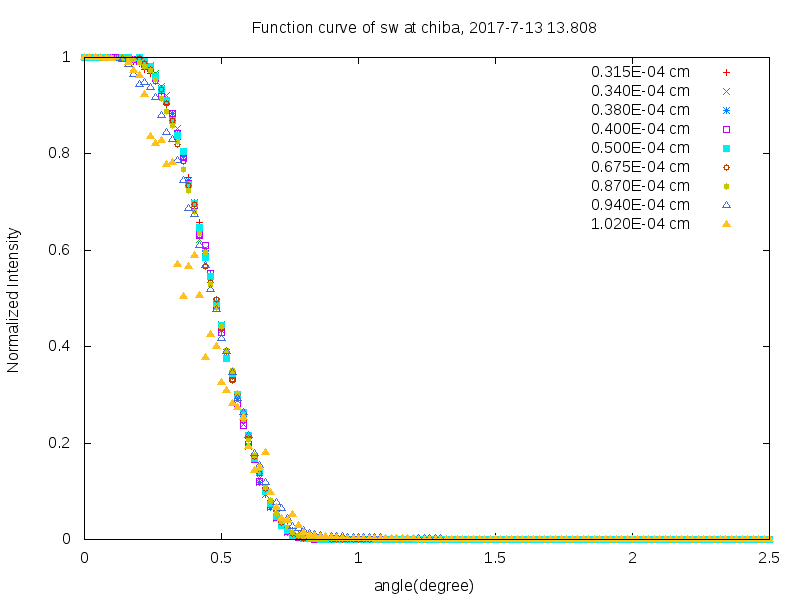 Function curve of sw at chiba, 2017-7-13 13.808
0.315E-04 cm
0.340E-04 cm
0.380E-04 cm
0.400E-04 cm
0.500E-04 cm
0.675E-04 cm
0.870E-04 cm
0.940E-04 cm
1.020E-04 cm
Normalized Intensity
1
0.8
0.6
0.4
0.2
0
0 0.5 1 1.5 2 2.5
angle(degree)